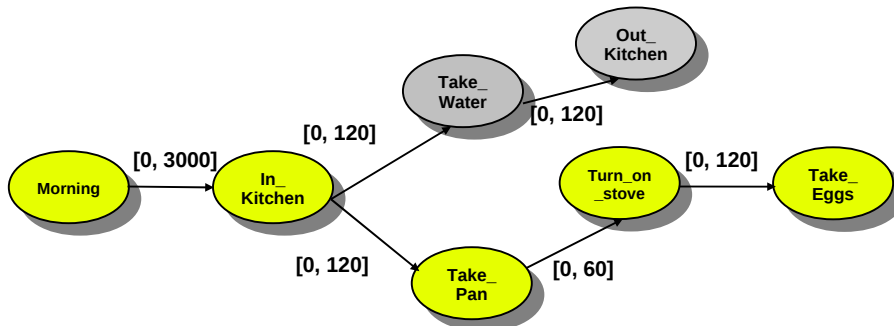 Out_
Kitchen
Take_
Water
[0, 120]
[0, 120]
[0, 3000]
[0, 120]
Morning
In_
Kitchen
Turn_on
_stove
Take_
Eggs
[0, 120]
[0, 60]
Take_
Pan